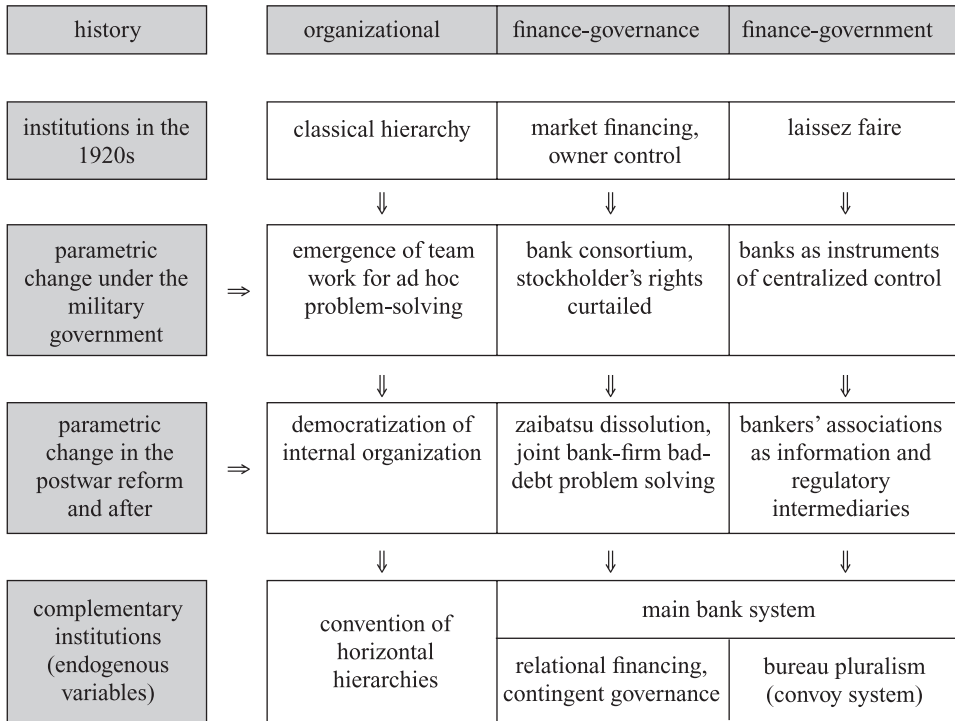 history
organizational
finance-governance
finance-government
institutions in the
1920s
classical hierarchy
market financing,
owner control
laissez faire
⇓ ⇓ ⇓
parametric
change under the
military
government
⇒
emergence of team
work for ad hoc
problem-solving
bank consortium,
stockholder's rights
curtailed
banks as instruments
of centralized control
⇓ ⇓ ⇓
parametric
change in the
postwar reform
and after
⇒
democratization of
internal organization
zaibatsu dissolution,
joint bank-firm bad-
debt problem solving
bankers' associations
as information and
regulatory
intermediaries
⇓ ⇓ ⇓
complementary
institutions
(endogenous
variables)
convention of
horizontal
hierarchies
main bank system
relational financing,
contingent governance
bureau pluralism
(convoy system)